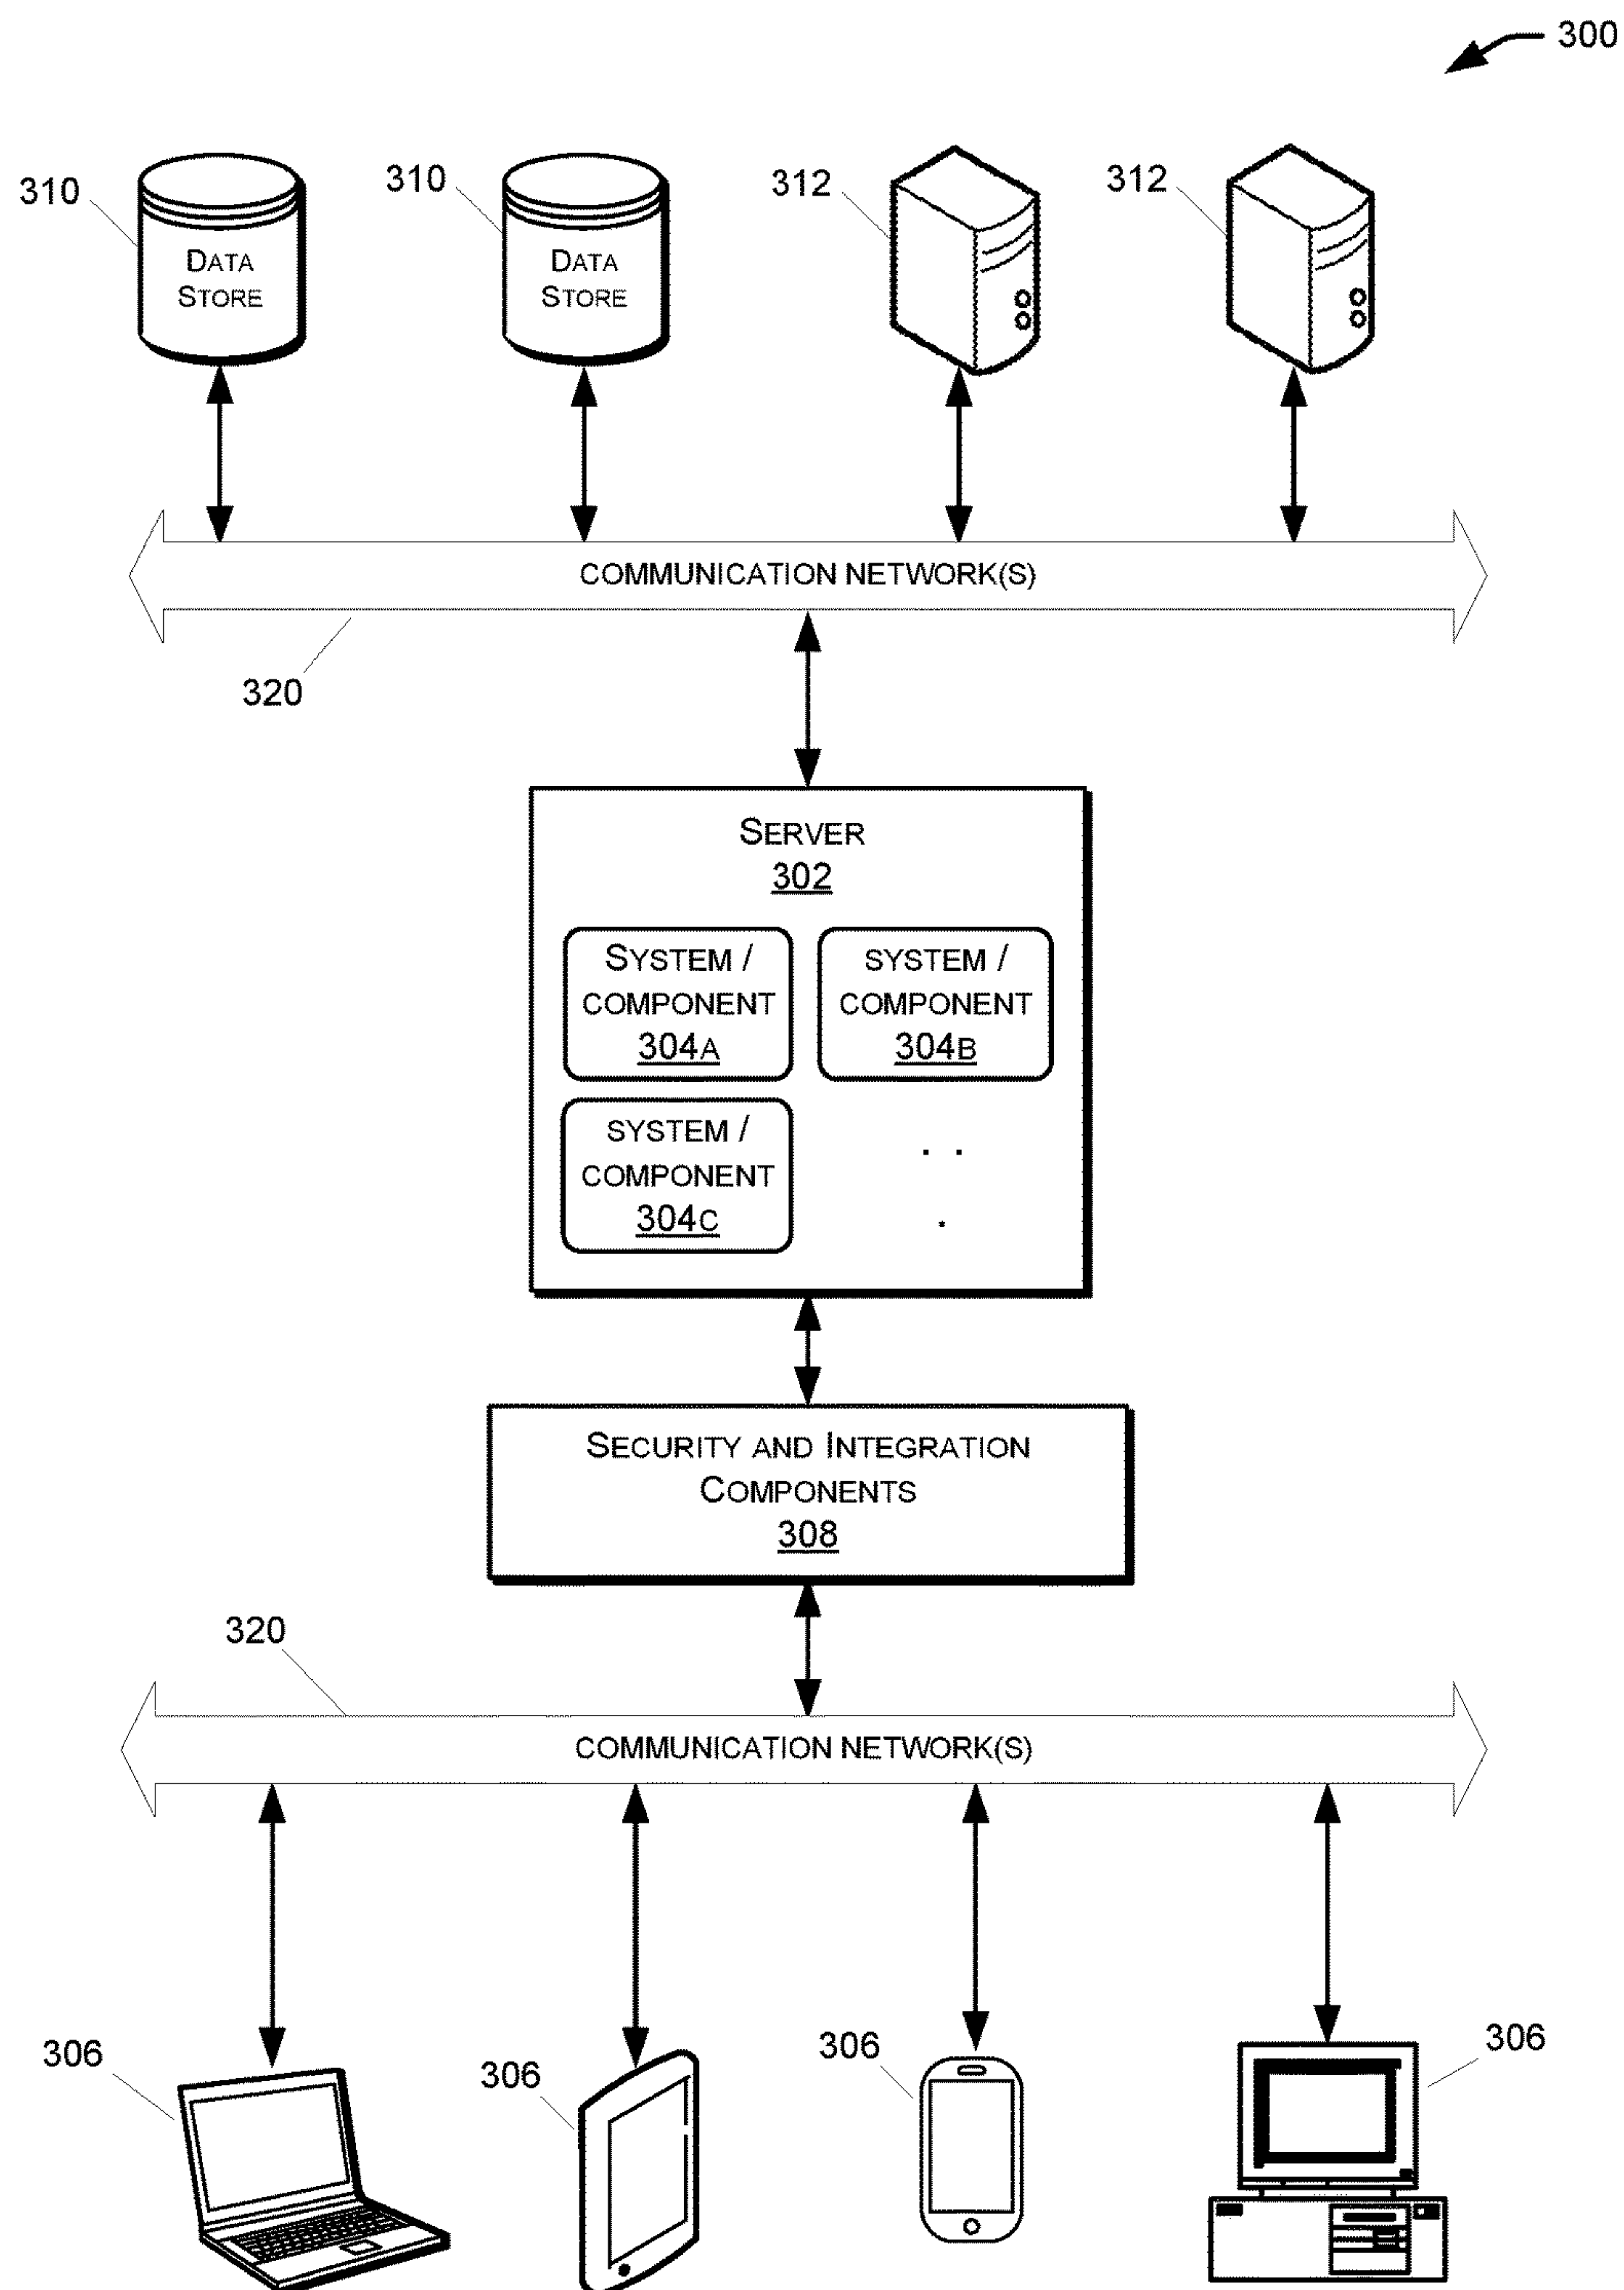 300
310
310
312
312
DATA
STORE
DATA
STORE
COMMUNICATION NETWORK(S)
320
SERVER
302
SYSTEM /
COMPONENT
304A
SYSTEM /
COMPONENT
304B
SYSTEM /
COMPONENT
304C
. .
.
SECURITY AND INTEGRATION
COMPONENTS
308
320
COMMUNICATION NETWORK(S)
306
306
306
306